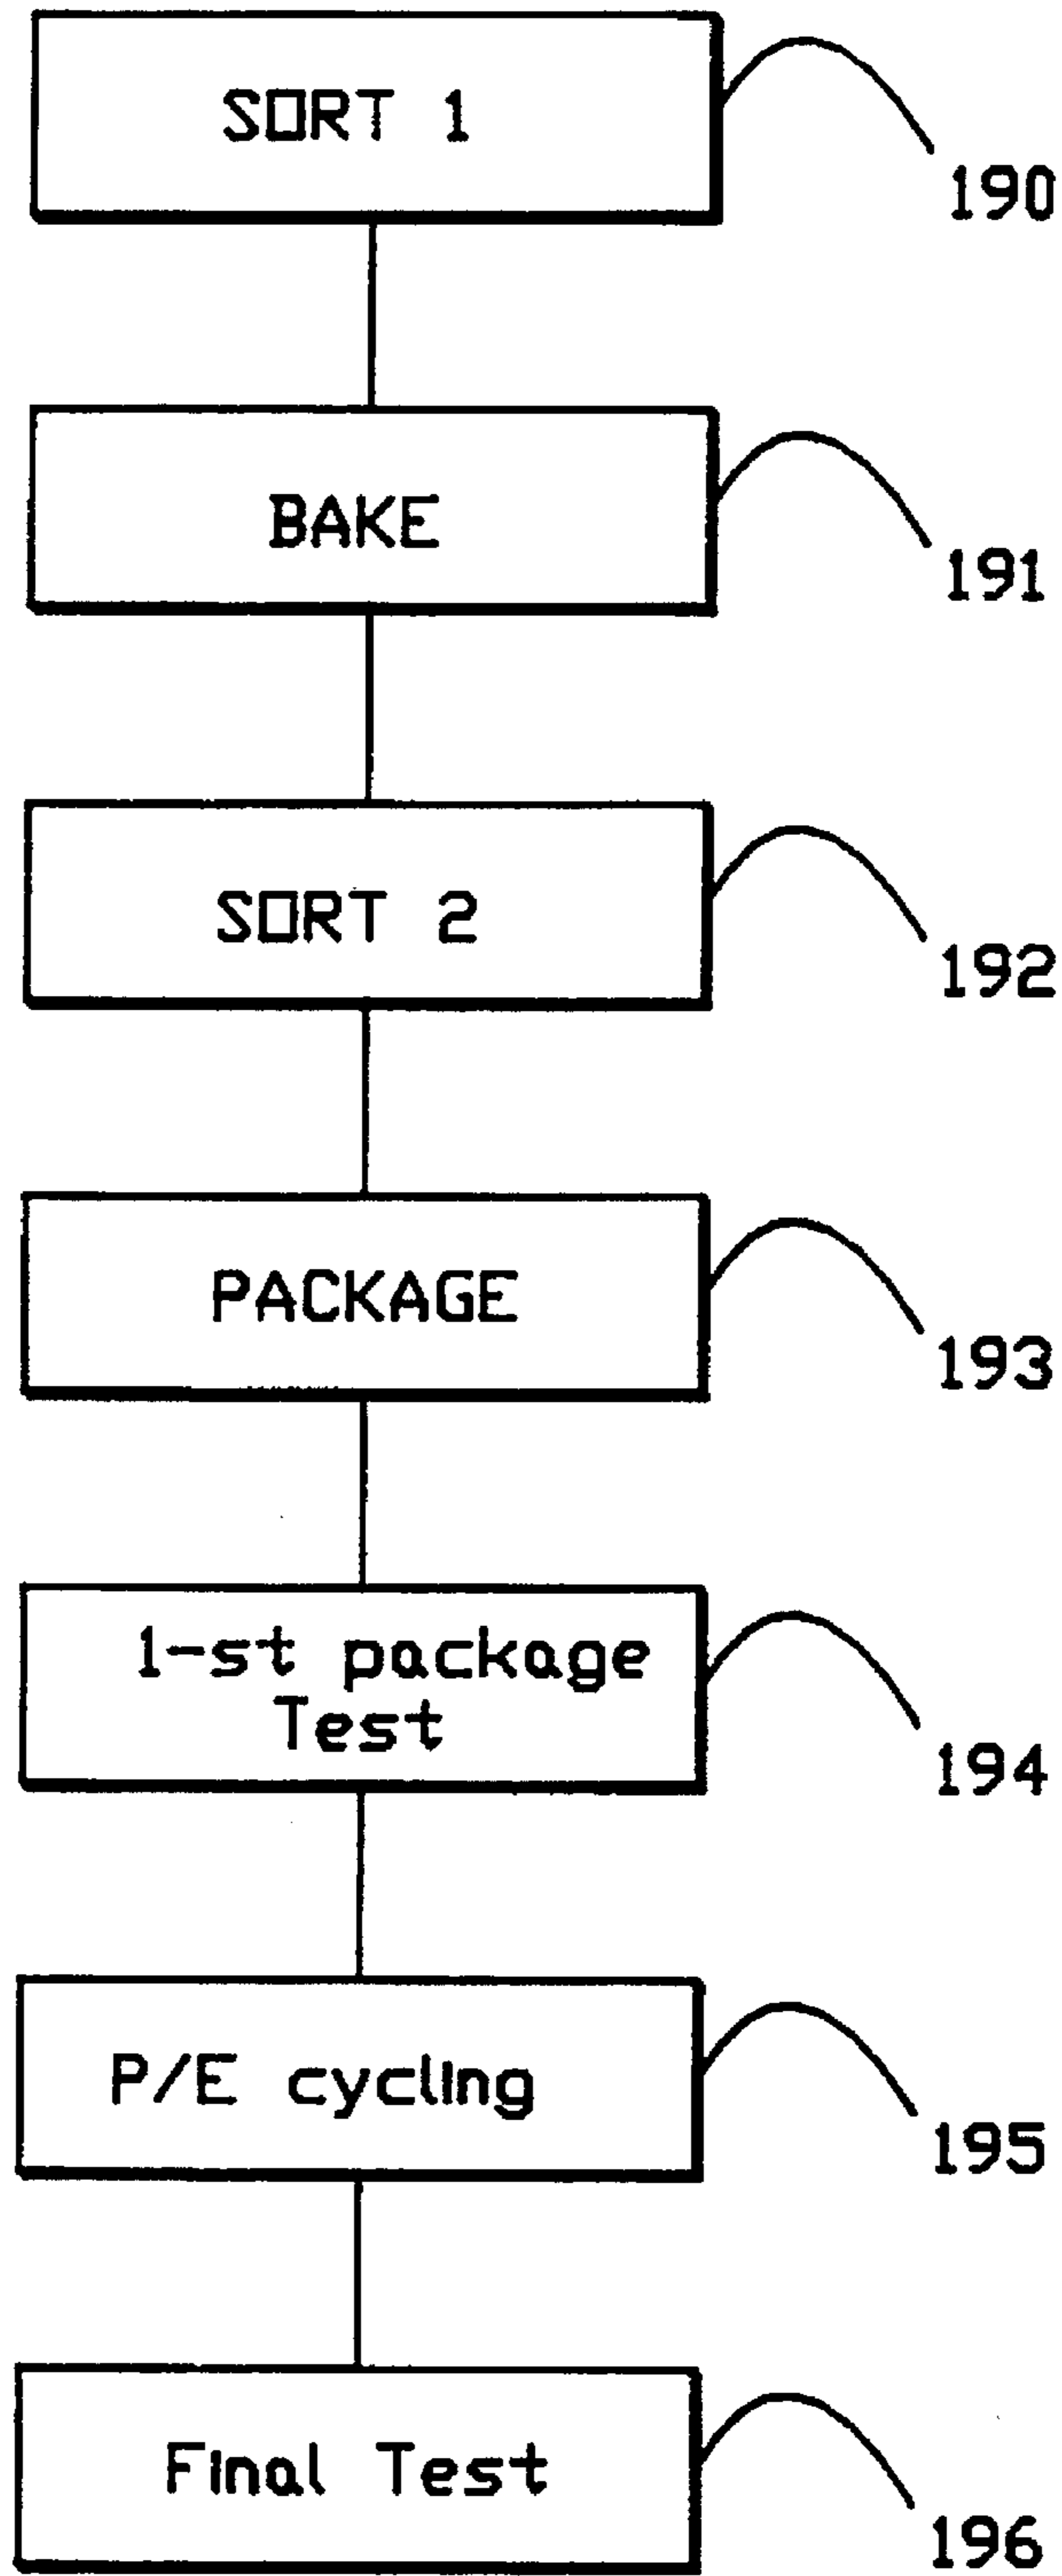 SORT 1
190
BAKE
191
SORT 2
192
PACKAGE
193
1-st package
Test
194
P/E cycling
195
Final Test
196